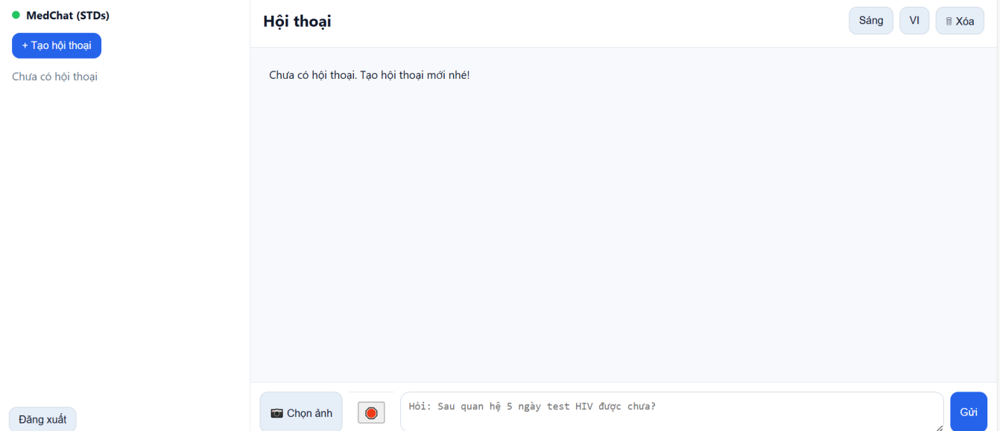 MedChat (STDs)
+ Tạo hội thoại
Chưa có hội thoại
Đăng xuất
Hội thoại
Sáng
VI
Xóa
Chưa có hội thoại. Tạo hội thoại mới nhé!
Chọn ảnh
Hỏi: Sau quan hệ 5 ngày test HIV được chưa?
Gửi